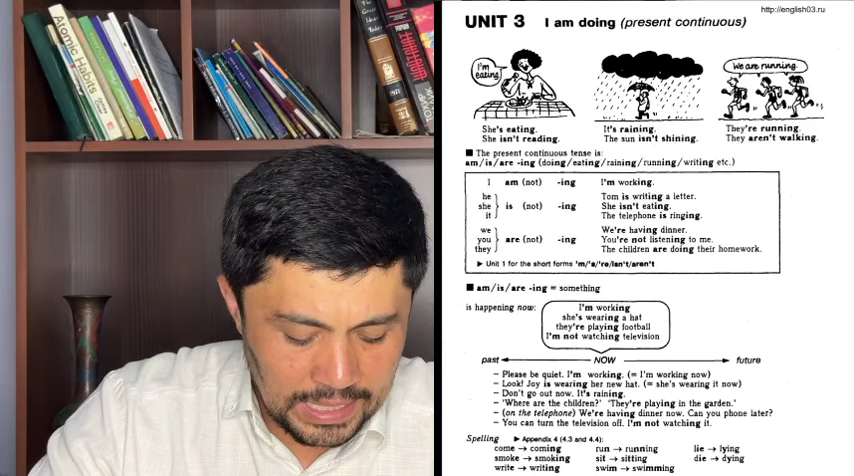 Atomic Habits
1971
http://english03.ru
UNIT 3 I am doing (present continuous)
I'm
eating
We are running.
She's eating.
She isn't reading.
It's raining.
The sun isn't shining.
They're running.
They aren't walking.
■ The present continuous tense is:
am/is/are -ing (doing/eating/raining/running/writing etc.)
I am (not) -ing I'm working.
he
she
it
is (not) -ing
Tom is writing a letter.
She isn't eating.
The telephone is ringing.
we
you
they
are (not) -ing
We're having dinner.
You're not listening to me.
The children are doing their homework.
▶ Unit 1 for the short forms 'm/'s/'re/isn't/aren't
■ am/is/are -ing = something
is happening now:
I'm working
she's wearing a hat
they're playing football
I'm not watching television
past NOW future
– Please be quiet. I'm working. (= I'm working now)
– Look! Joy is wearing her new hat. (= she's wearing it now)
– Don't go out now. It's raining.
– 'Where are the children?' 'They're playing in the garden.'
– (on the telephone) We're having dinner now. Can you phone later?
– You can turn the television off. I'm not watching it.
Spelling ▶ Appendix 4 (4.3 and 4.4):
come → coming run → running lie → lying
smoke → smoking sit → sitting die → dying
write → writing swim → swimming